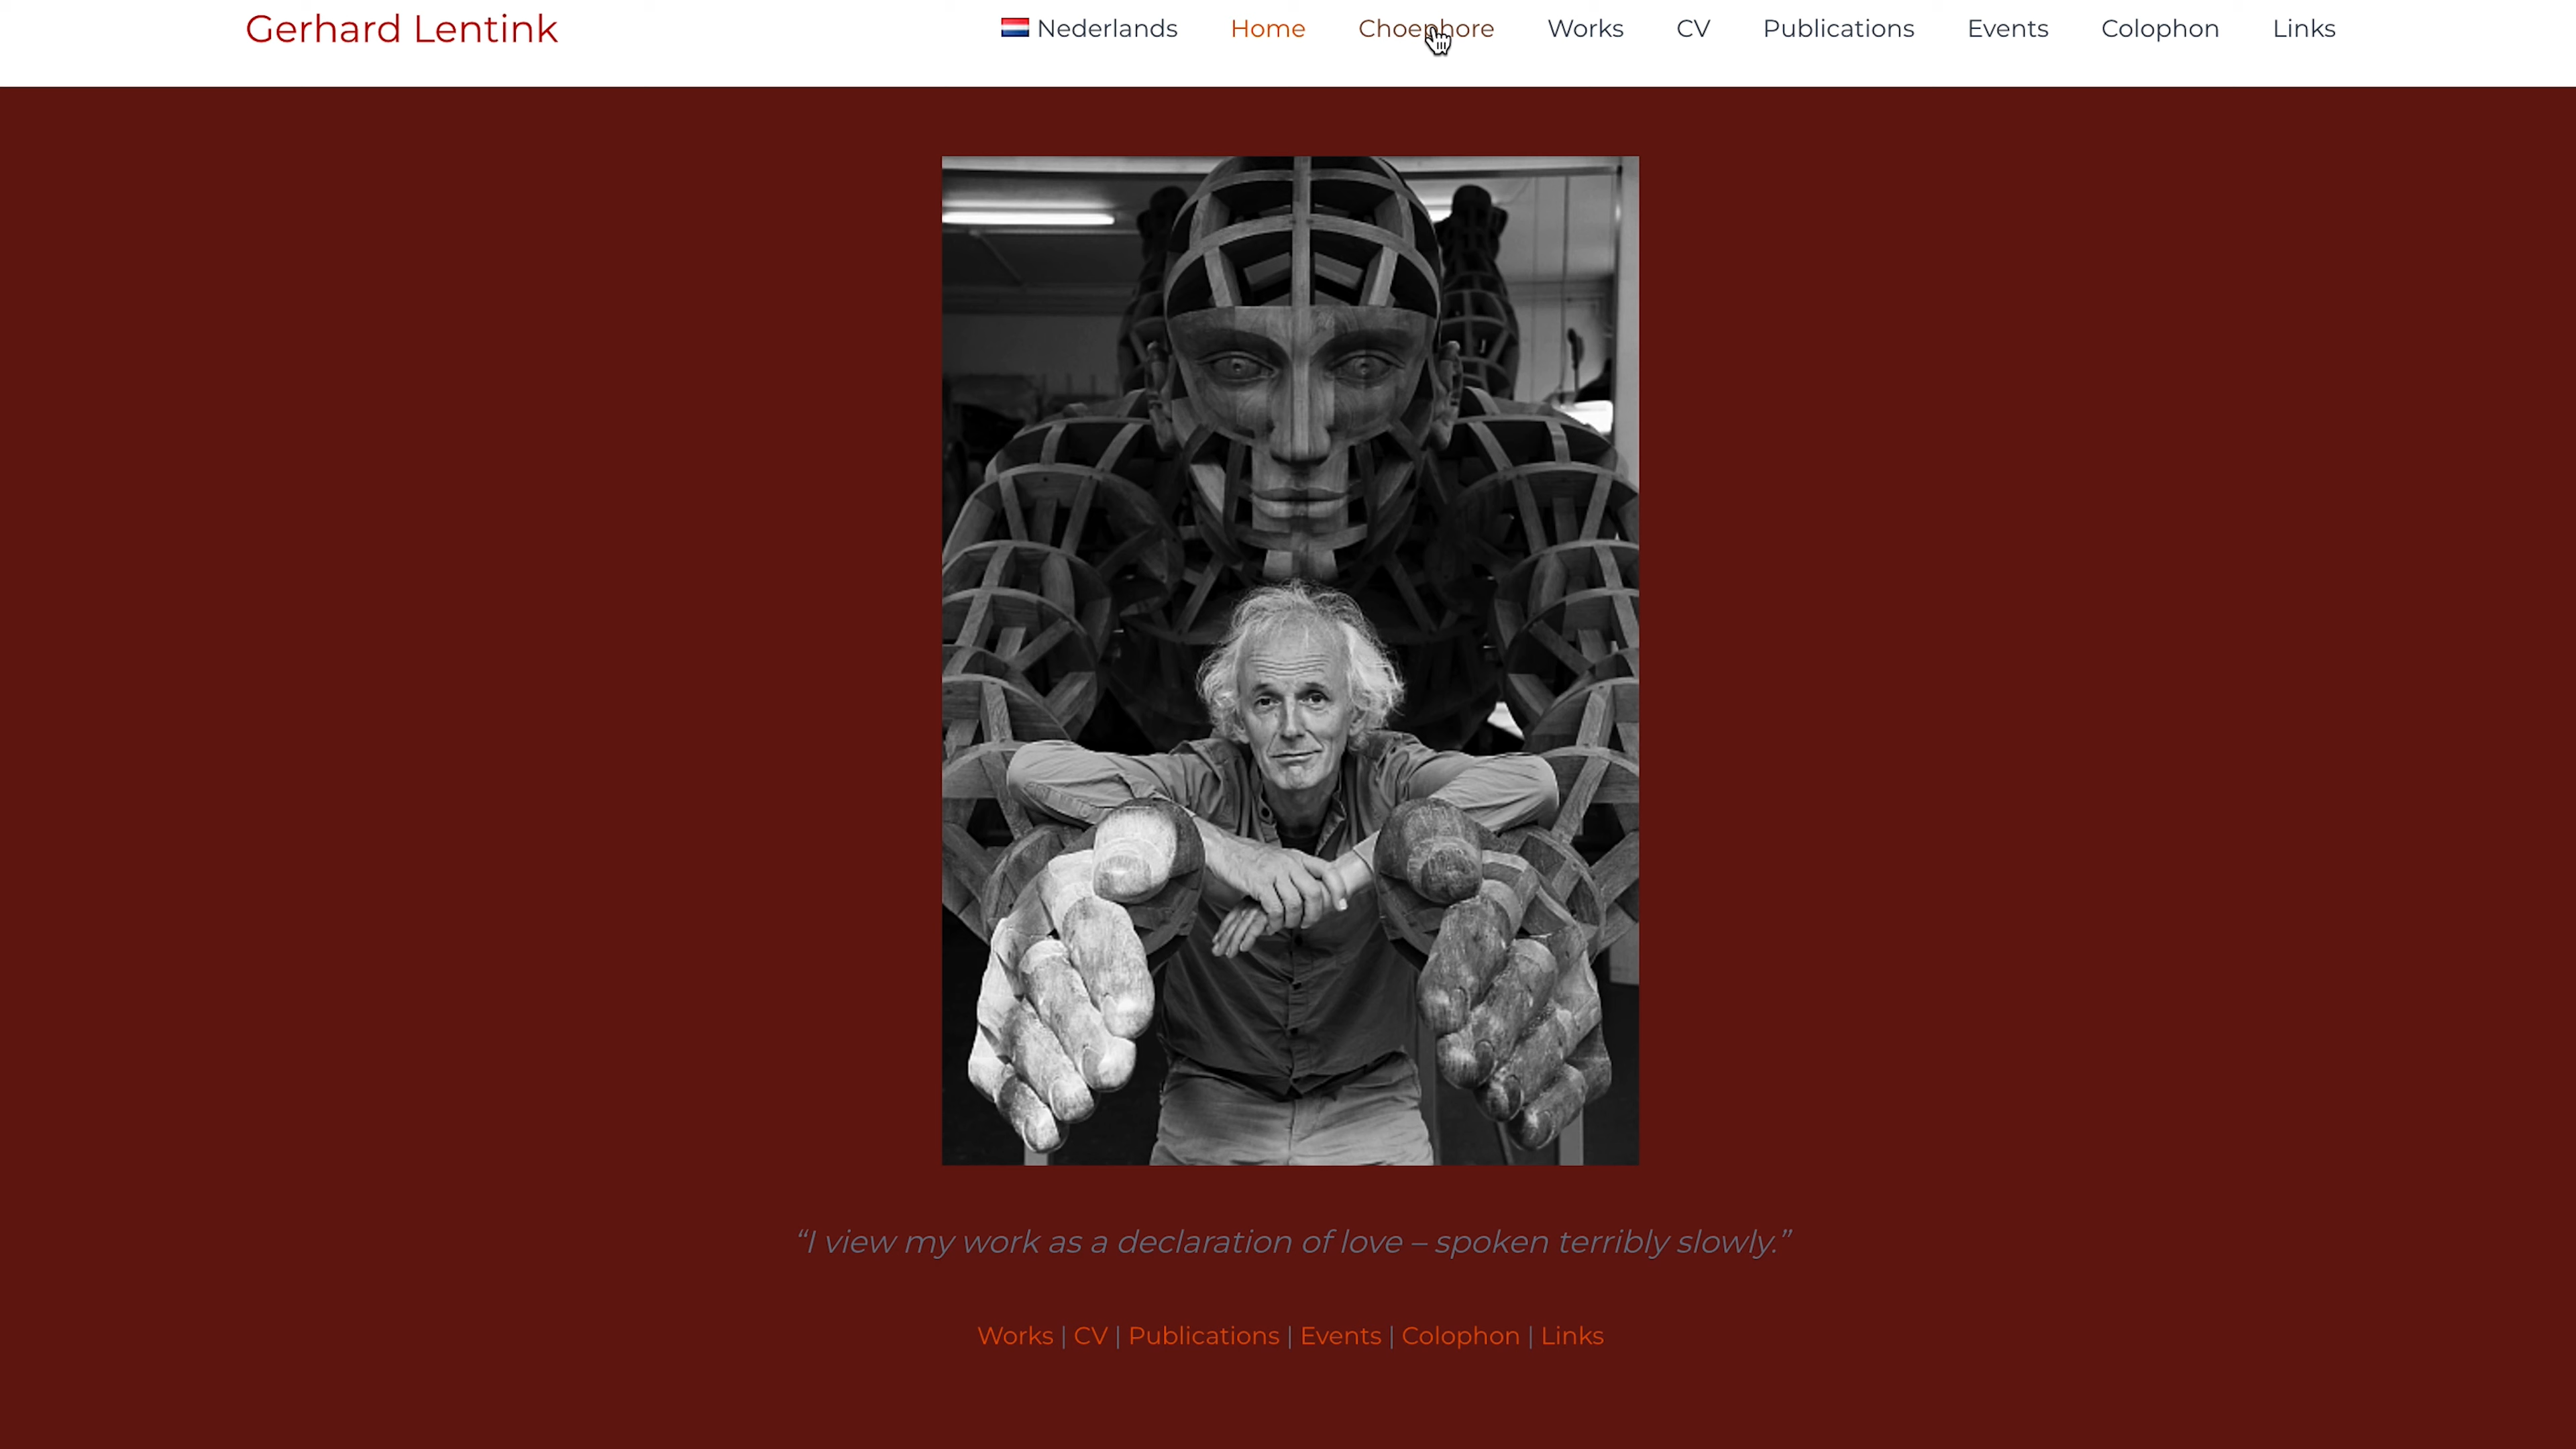 Gerhard Lentink
Nederlands Home Choephore Works CV Publications Events Colophon Links
“I view my work as a declaration of love – spoken terribly slowly.”
Works | CV | Publications | Events | Colophon | Links